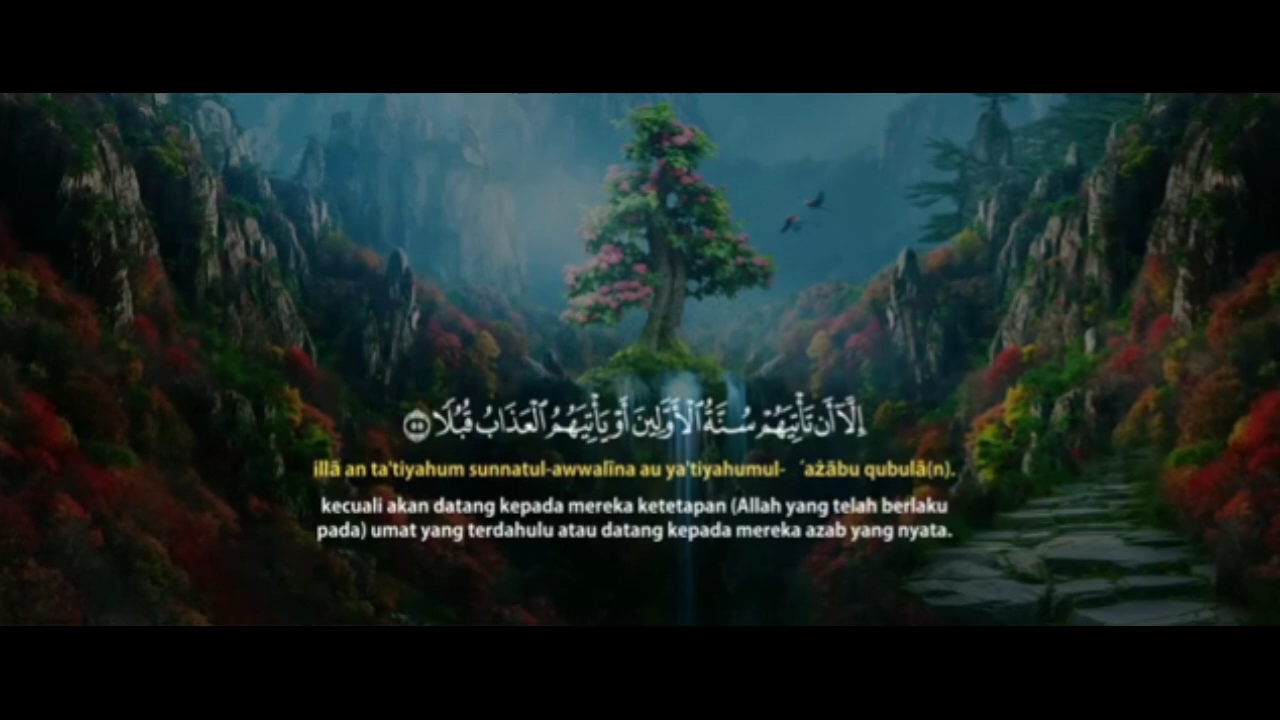 إِلَّآ أَن تَأْتِيَهُمْ سُنَّةُ ٱلْأَوَّلِينَ أَوْ يَأْتِيَهُمُ ٱلْعَذَابُ قُبُلًا ۝٥٥
illā an ta'tiyahum sunnatul-awwalīna au ya'tiyahumul- ‘ażābu qubulā(n).
kecuali akan datang kepada mereka ketetapan (Allah yang telah berlaku
pada) umat yang terdahulu atau datang kepada mereka azab yang nyata.